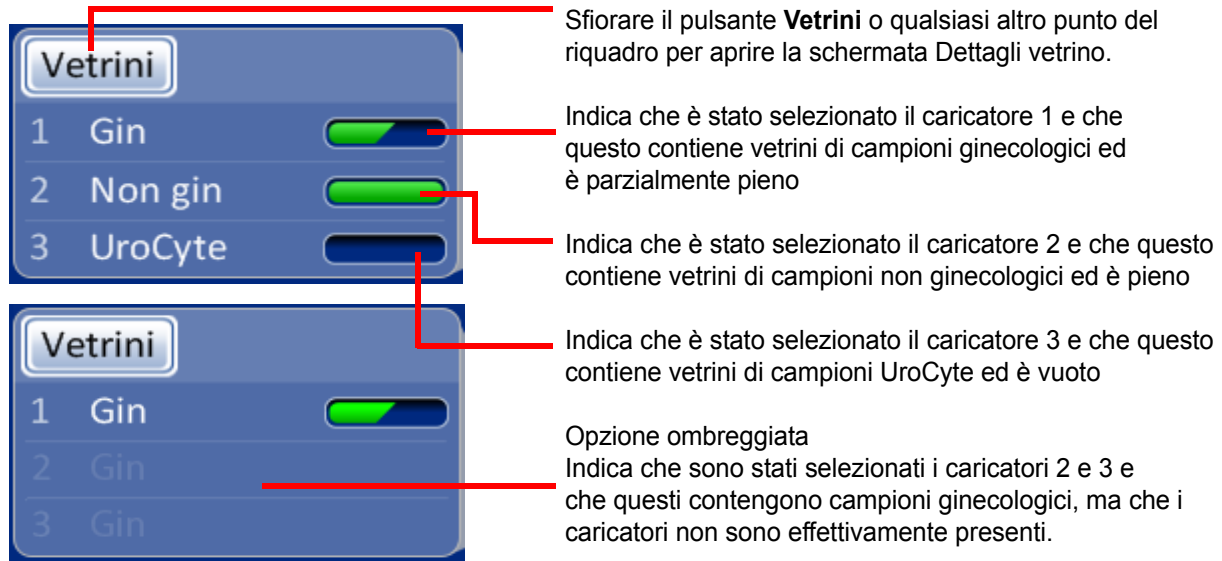 Vetrini
1 Gin
2 Non gin
3 UroCyte
Vetrini
1 Gin
2 Gin
3 Gin
Sfiorare il pulsante Vetrini o qualsiasi altro punto del
riquadro per aprire la schermata Dettagli vetrino.
Indica che è stato selezionato il caricatore 1 e che
questo contiene vetrini di campioni ginecologici ed
è parzialmente pieno
Indica che è stato selezionato il caricatore 2 e che questo
contiene vetrini di campioni non ginecologici ed è pieno
Indica che è stato selezionato il caricatore 3 e che questo
contiene vetrini di campioni UroCyte ed è vuoto
Opzione ombreggiata
Indica che sono stati selezionati i caricatori 2 e 3 e
che questi contengono campioni ginecologici, ma che i
caricatori non sono effettivamente presenti.